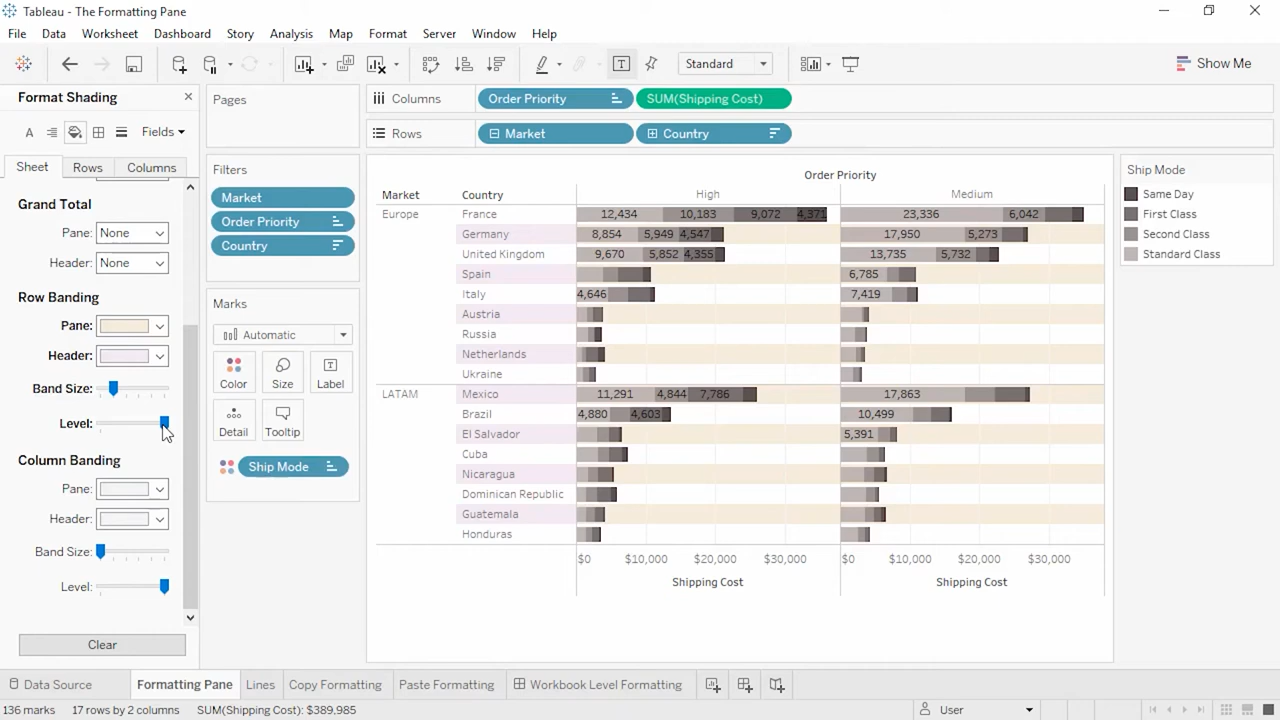 Tableau - The Formatting Pane
File Data Worksheet Dashboard Story Analysis Map Format Server Window Help
Standard
Show Me
Format Shading
Fields
Sheet Rows Columns
Grand Total
Pane: None
Header: None
Row Banding
Pane:
Header:
Band Size:
Level:
Column Banding
Pane:
Header:
Band Size:
Level:
Clear
Pages
Filters
Market
Order Priority
Country
Marks
Automatic
Color Size Label
Detail Tooltip
Ship Mode
Columns Order Priority SUM(Shipping Cost)
Rows Market Country
Order Priority
Market Country High Medium
Europe France 12,434 10,183 9,072 4,371 23,336 6,042
Germany 8,854 5,949 4,547 17,950 5,273
United Kingdom 9,670 5,852 4,355 13,735 5,732
Spain 6,785
Italy 4,646 7,419
Austria
Russia
Netherlands
Ukraine
LATAM Mexico 11,291 4,844 7,786 17,863
Brazil 4,880 4,603 10,499
El Salvador 5,391
Cuba
Nicaragua
Dominican Republic
Guatemala
Honduras
$0 $10,000 $20,000 $30,000 $0 $10,000 $20,000 $30,000
Shipping Cost Shipping Cost
Ship Mode
Same Day
First Class
Second Class
Standard Class
Data Source Formatting Pane Lines Copy Formatting Paste Formatting Workbook Level Formatting
136 marks 17 rows by 2 columns SUM(Shipping Cost): $389,985 User